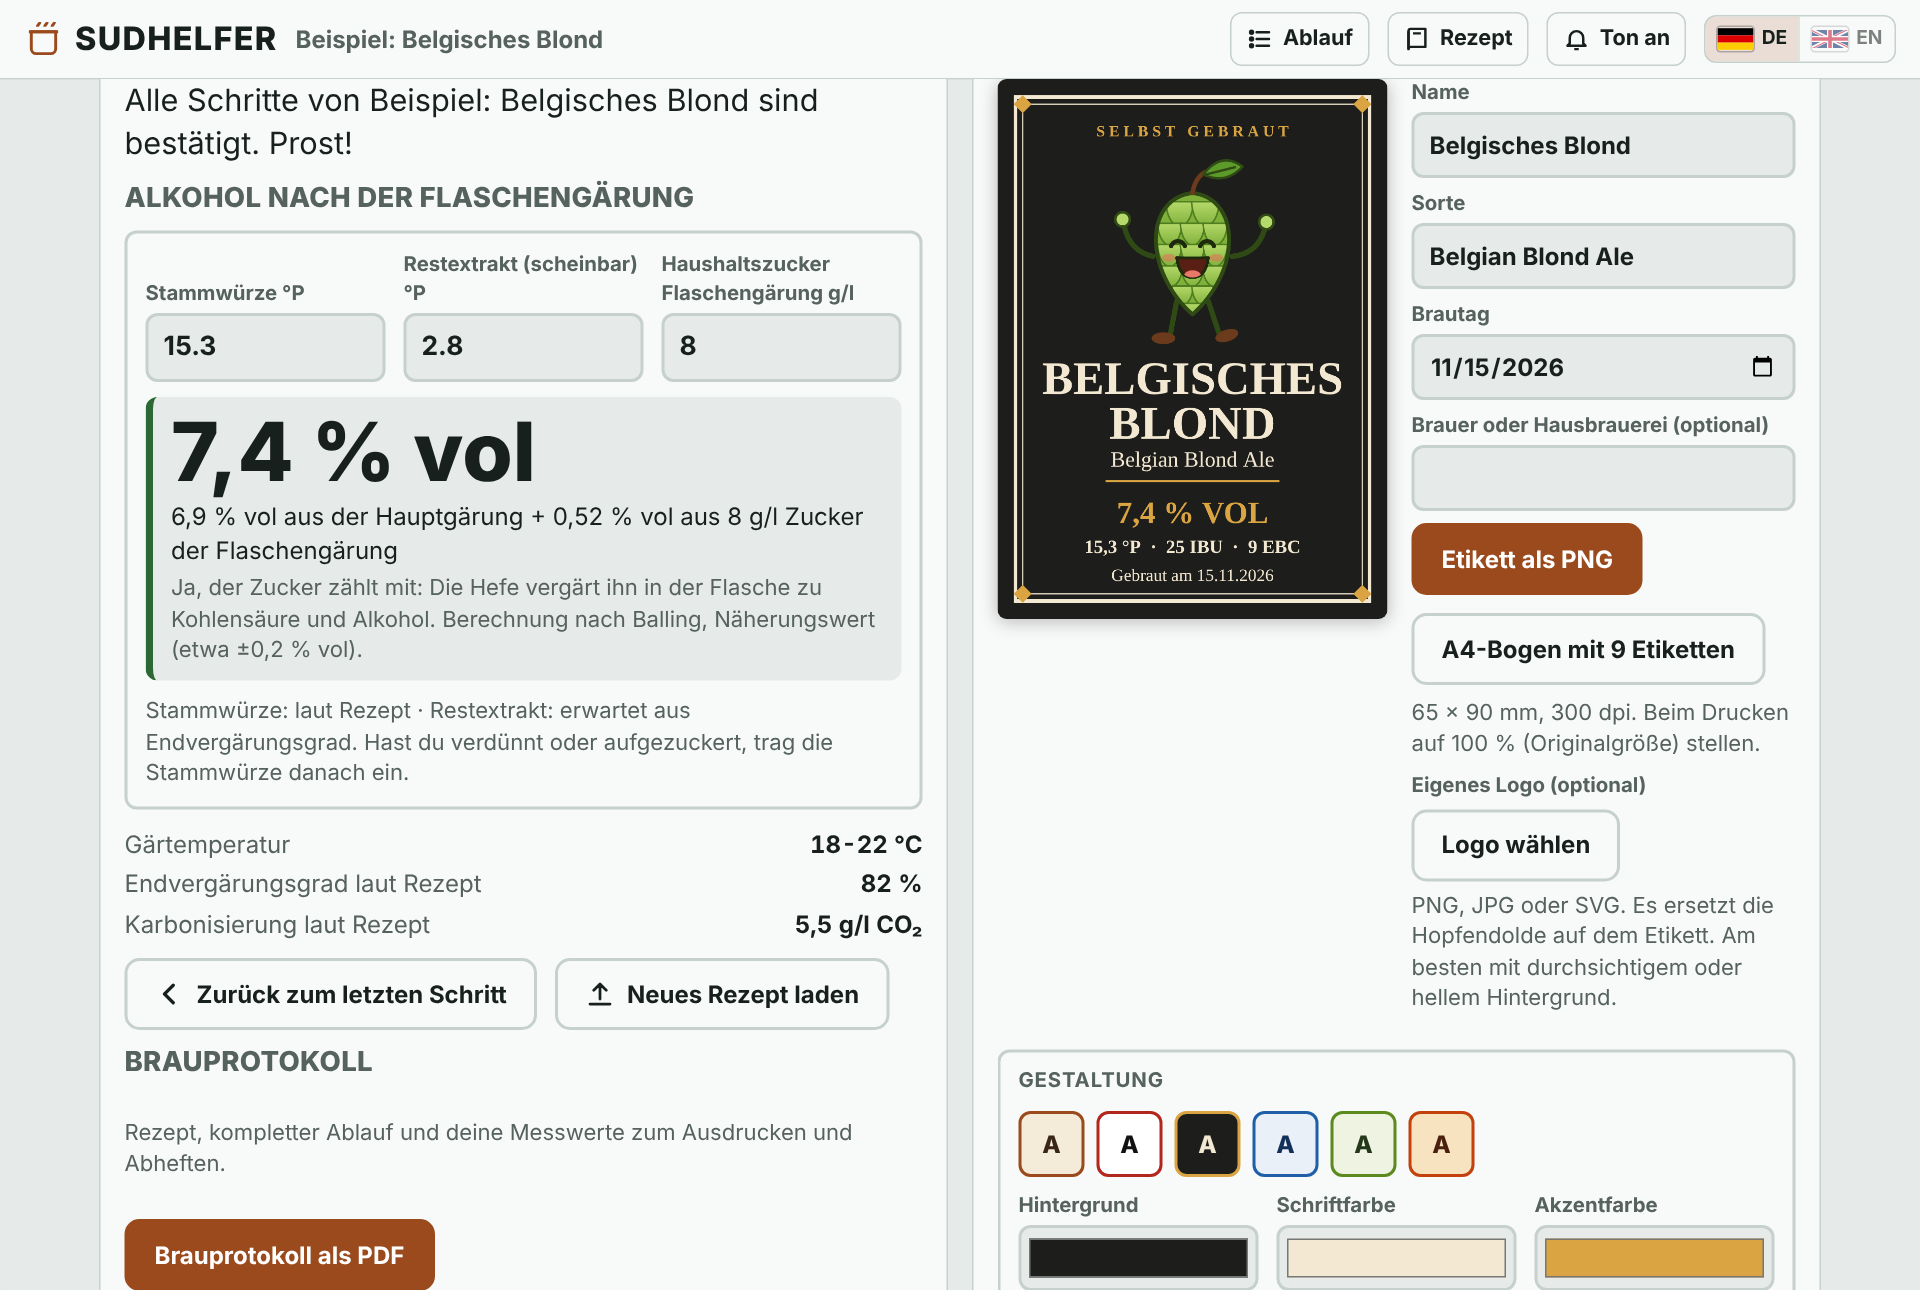 SUDHELFER
Beispiel: Belgisches Blond
Ablauf
Rezept
Ton an
DE
EN
Alle Schritte von Beispiel: Belgisches Blond sind
bestätigt. Prost!
ALKOHOL NACH DER FLASCHENGÄRUNG
Stammwürze °P
Restextrakt (scheinbar)
°P
Haushaltszucker
Flaschengärung g/l
15.3
2.8
8
7,4 % vol
6,9 % vol aus der Hauptgärung + 0,52 % vol aus 8 g/l Zucker
der Flaschengärung
Ja, der Zucker zählt mit: Die Hefe vergärt ihn in der Flasche zu
Kohlensäure und Alkohol. Berechnung nach Balling, Näherungswert
(etwa ±0,2 % vol).
Stammwürze: laut Rezept · Restextrakt: erwartet aus
Endvergärungsgrad. Hast du verdünnt oder aufgezuckert, trag die
Stammwürze danach ein.
Gärtemperatur
18-22 °C
Endvergärungsgrad laut Rezept
82 %
Karbonisierung laut Rezept
5,5 g/l CO₂
Zurück zum letzten Schritt
Neues Rezept laden
BRAUPROTOKOLL
Rezept, kompletter Ablauf und deine Messwerte zum Ausdrucken und
Abheften.
Brauprotokoll als PDF
SELBST GEBRAUT
BELGISCHES
BLOND
Belgian Blond Ale
7,4 % VOL
15,3 °P · 25 IBU · 9 EBC
Gebraut am 15.11.2026
Name
Belgisches Blond
Sorte
Belgian Blond Ale
Brautag
11/15/2026
Brauer oder Hausbrauerei (optional)
Etikett als PNG
A4-Bogen mit 9 Etiketten
65 × 90 mm, 300 dpi. Beim Drucken
auf 100 % (Originalgröße) stellen.
Eigenes Logo (optional)
Logo wählen
PNG, JPG oder SVG. Es ersetzt die
Hopfendolde auf dem Etikett. Am
besten mit durchsichtigem oder
hellem Hintergrund.
GESTALTUNG
A
A
A
A
A
A
Hintergrund
Schriftfarbe
Akzentfarbe